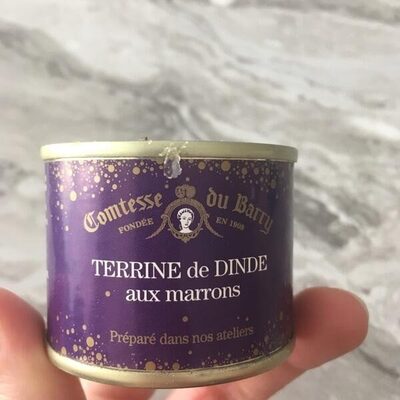 Comtesse du Barry
FONDÉE EN 1908
TERRINE de DINDE
aux marrons
Préparé dans nos ateliers